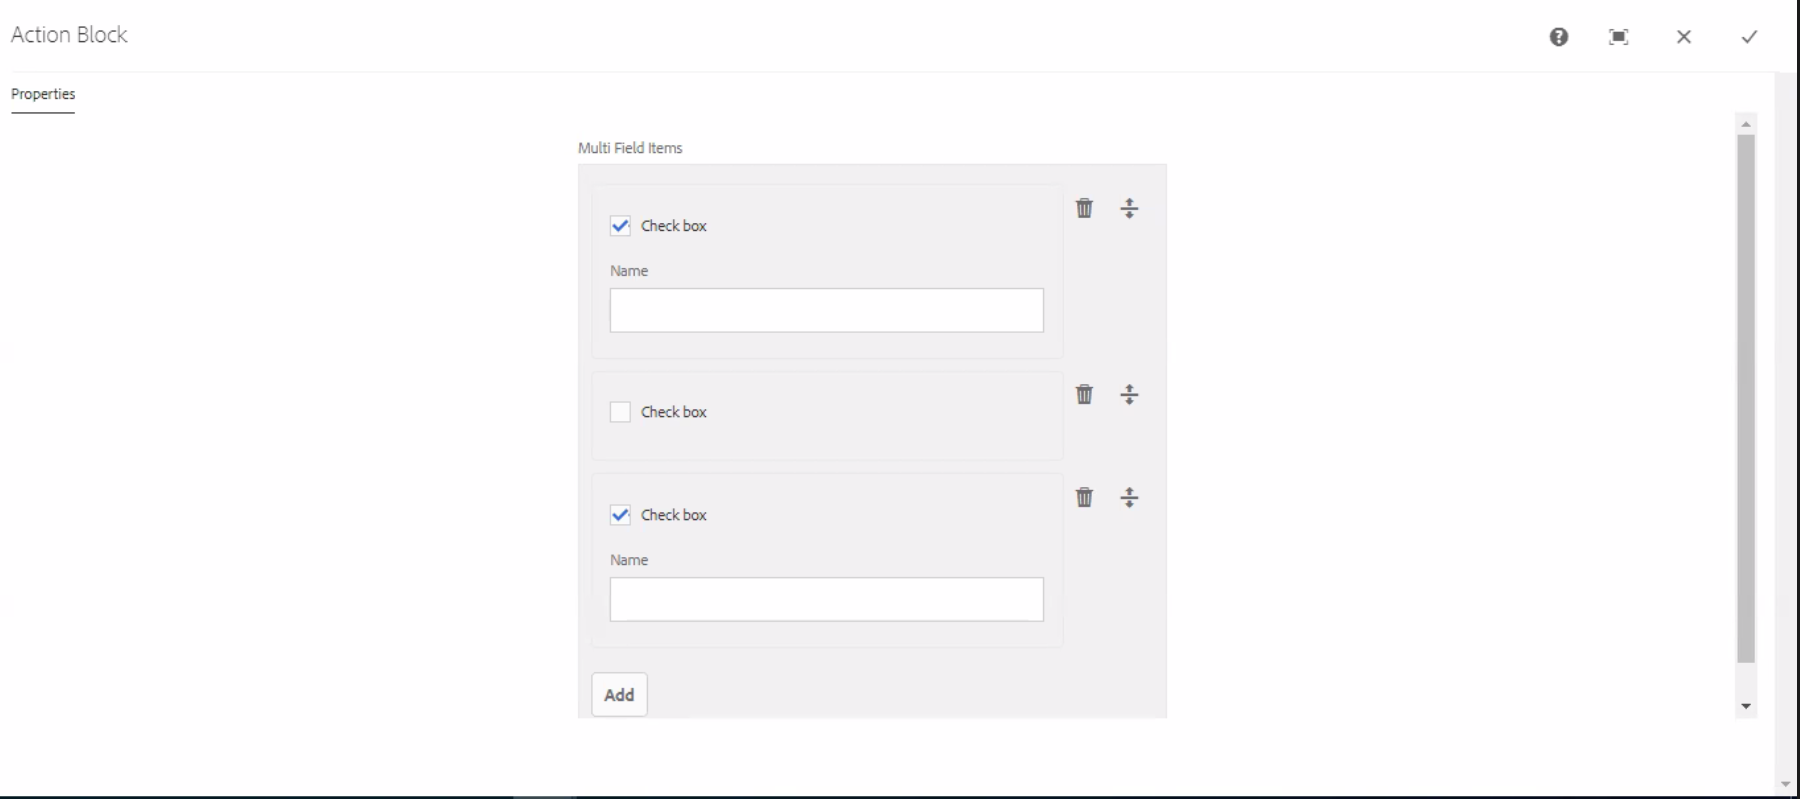 Action Block
Properties
Multi Field Items
Check box
Name
Check box
Check box
Name
Add